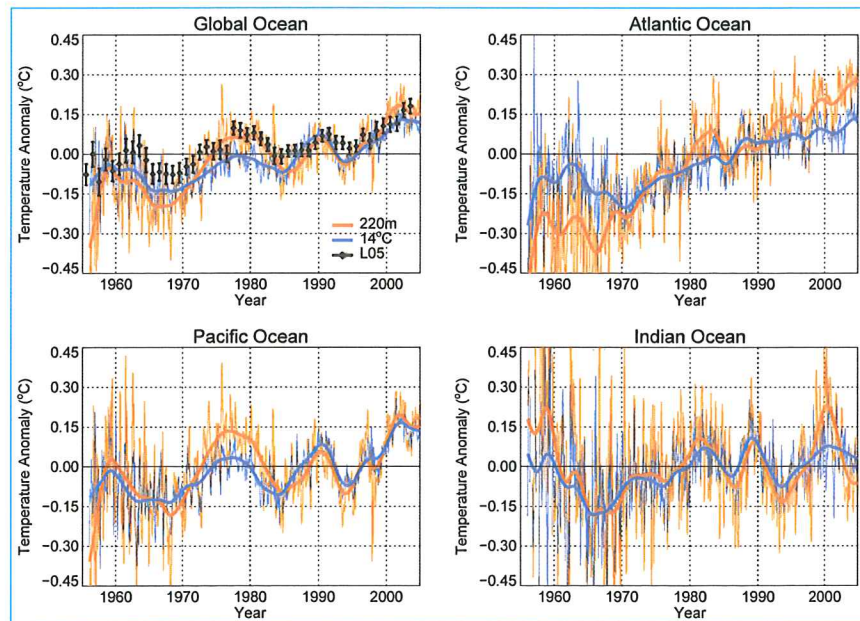 Global Ocean
Temperature Anomaly (°C)
0.45
0.30
0.15
0.00
−0.15
−0.30
−0.45
220m
14°C
L05
1960 1970 1980 1990 2000
Year
Atlantic Ocean
Temperature Anomaly (°C)
0.45
0.30
0.15
0.00
−0.15
−0.30
−0.45
1960 1970 1980 1990 2000
Year
Pacific Ocean
Temperature Anomaly (°C)
0.45
0.30
0.15
0.00
−0.15
−0.30
−0.45
1960 1970 1980 1990 2000
Year
Indian Ocean
Temperature Anomaly (°C)
0.45
0.30
0.15
0.00
−0.15
−0.30
−0.45
1960 1970 1980 1990 2000
Year